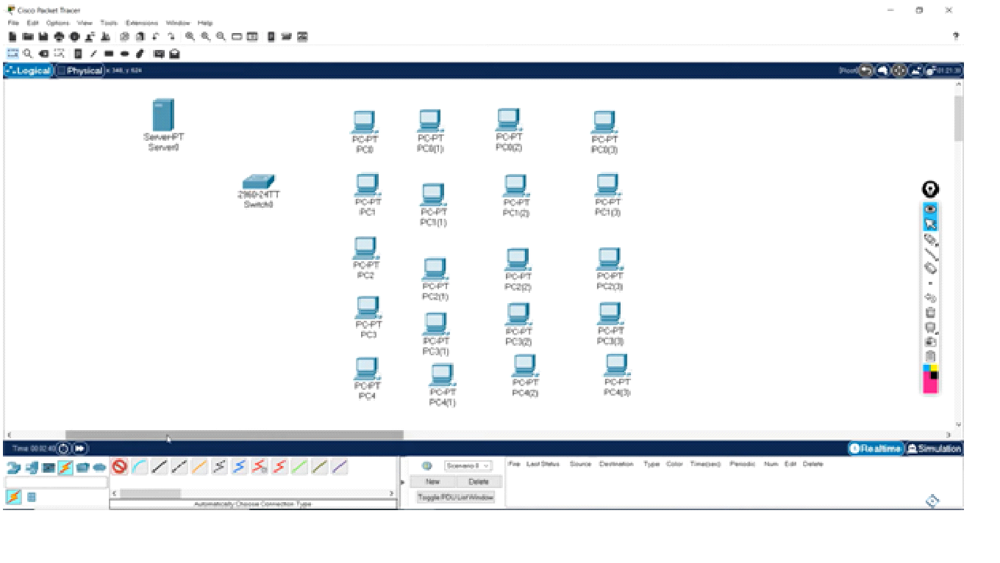 Cisco Packet Tracer
File Edit Options View Tools Extensions Window Help
Logical Physical x: 348, y: 624 [Root]
Server-PT
Server0
2960-24TT
Switch0
PC-PT
PC0
PC-PT
PC0(1)
PC-PT
PC0(2)
PC-PT
PC0(3)
PC-PT
PC1
PC-PT
PC1(1)
PC-PT
PC1(2)
PC-PT
PC1(3)
PC-PT
PC2
PC-PT
PC2(1)
PC-PT
PC2(2)
PC-PT
PC2(3)
PC-PT
PC3
PC-PT
PC3(1)
PC-PT
PC3(2)
PC-PT
PC3(3)
PC-PT
PC4
PC-PT
PC4(1)
PC-PT
PC4(2)
PC-PT
PC4(3)
Time: 00:02:40 Realtime Simulation
Scenario 0
New Delete
Toggle PDU List Window
Fire Last Status Source Destination Type Color Time(sec) Periodic Num Edit Delete
Automatically Choose Connection Type